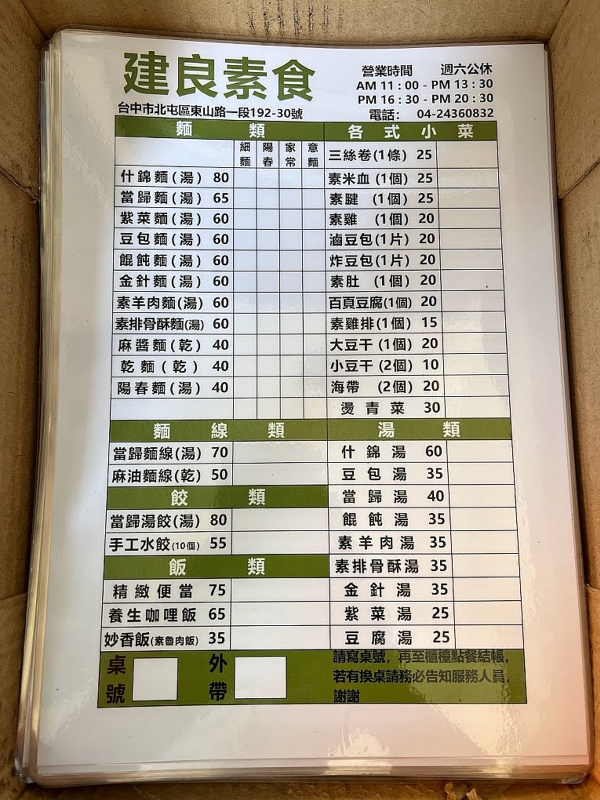 建良素食
營業時間 週六公休
AM 11：00 - PM 13：30
PM 16：30 - PM 20：30
台中市北屯區東山路一段192-30號
電話: 04-24360832
麵 類
細麵 陽春 家常 意麵
什錦麵(湯) 80
當歸麵(湯) 65
紫菜麵(湯) 60
豆包麵(湯) 60
餛飩麵(湯) 60
金針麵(湯) 60
素羊肉麵(湯) 60
素排骨酥麵(湯) 60
麻醬麵(乾) 40
乾麵(乾) 40
陽春麵(湯) 40
麵線類
當歸麵線(湯) 70
麻油麵線(乾) 50
餃 類
當歸湯餃(湯) 80
手工水餃(10個) 55
飯 類
精緻便當 75
養生咖哩飯 65
妙香飯(素魯肉飯) 35
各式小菜
三絲卷(1條) 25
素米血(1個) 25
素腱 (1個) 25
素雞 (1個) 20
滷豆包(1片) 20
炸豆包(1片) 20
素肚 (1個) 20
百頁豆腐(1個) 20
素雞排(1個) 15
大豆干(1個) 20
小豆干(2個) 10
海帶 (2個) 20
燙青菜 30
湯 類
什錦湯 60
豆包湯 35
當歸湯 40
餛飩湯 35
素羊肉湯 35
素排骨酥湯 35
金針湯 35
紫菜湯 25
豆腐湯 25
桌號 外帶
請寫桌號，再至櫃檯點餐結帳，
若有換桌請務必告知服務人員，
謝謝